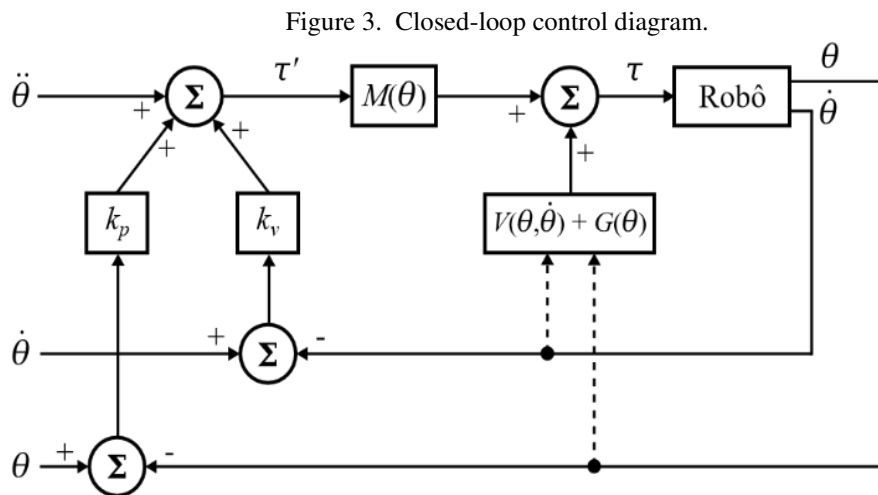 Figure 3. Closed-loop control diagram.
θ̈
+
Σ
+
+
τ′
M(θ)
+
Σ
+
τ
Robô
θ
θ̇
k_p
k_v
V(θ,θ̇) + G(θ)
θ̇
+
Σ
-
θ
+
Σ
-